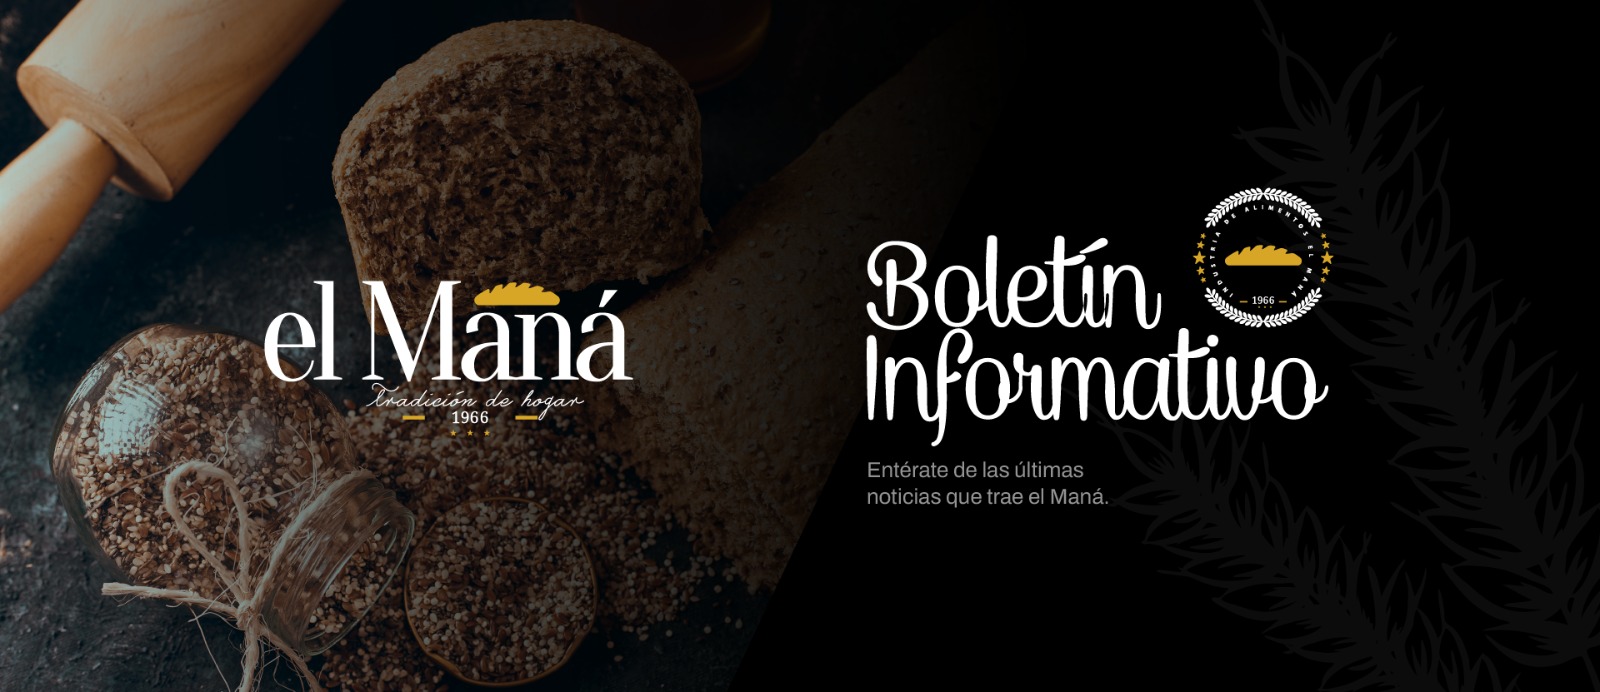 el Maná
Tradición de hogar
1966
Boletín
Informativo
INDUSTRIA DE ALIMENTOS EL MANÁ
1966
Entérate de las últimas
noticias que trae el Maná.